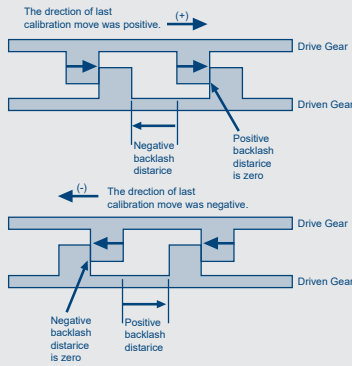 The direction of last
calibration move was positive.
(+)
Drive Gear
Driven Gear
Negative
backlash
distarice
Positive
backlash
distarice
is zero
(-)
The direction of last
calibration move was negative.
Drive Gear
Driven Gear
Negative
backlash
distarice
is zero
Positive
backlash
distarice